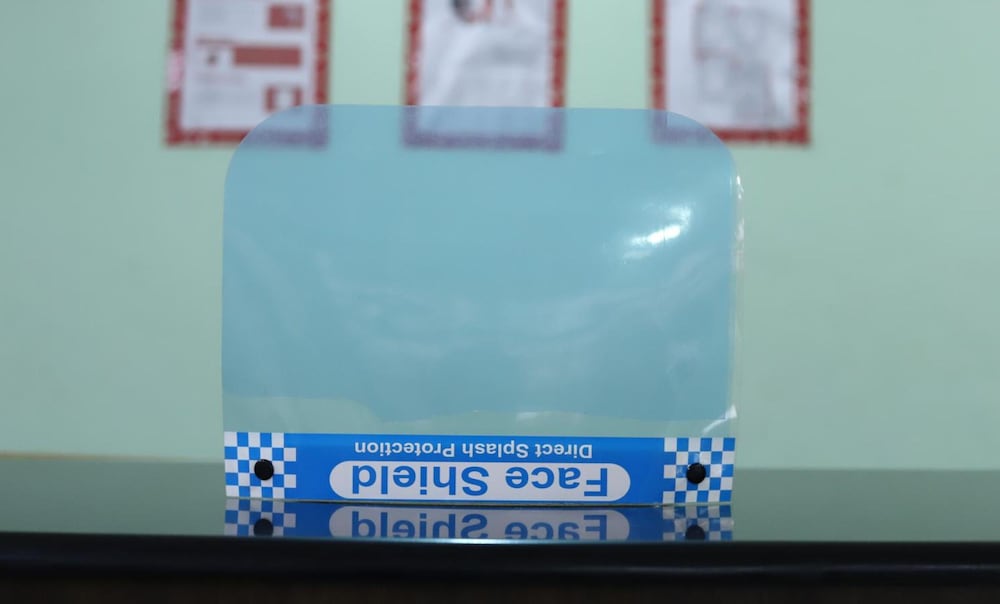 Face Shield
Direct Splash Protection